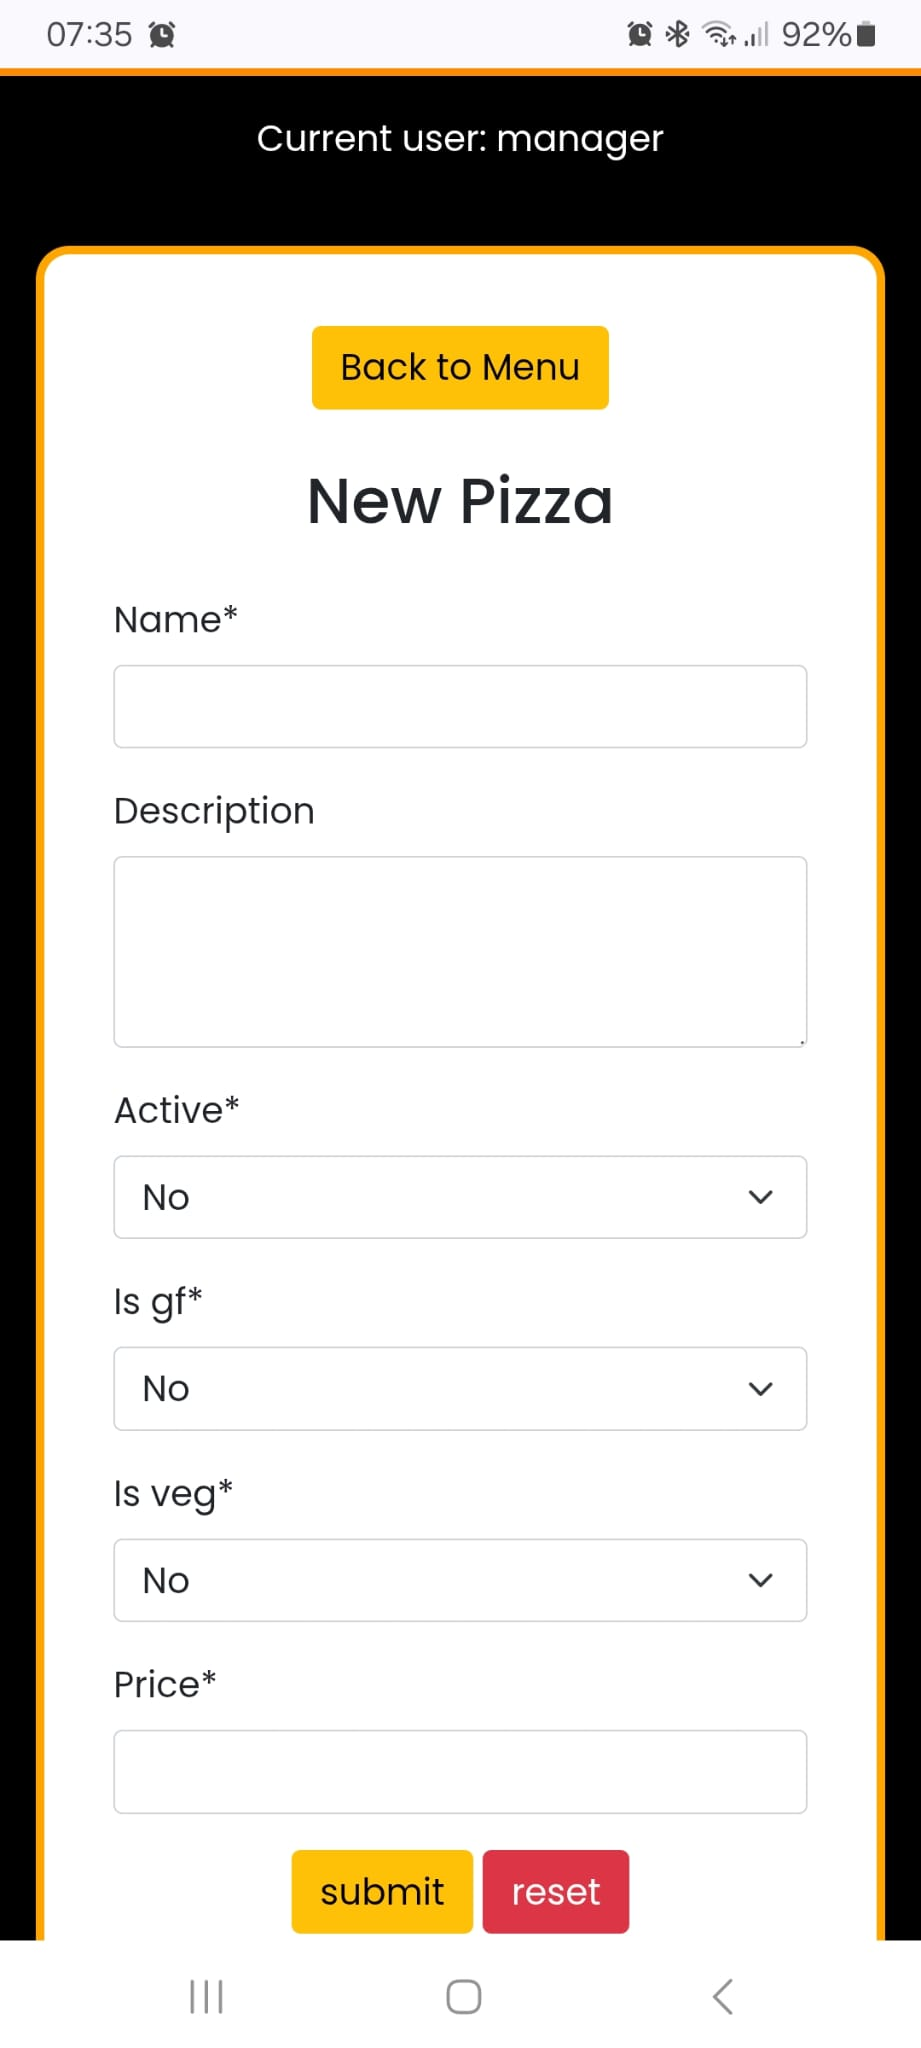 07:35
92%
Current user: manager
Back to Menu
New Pizza
Name*
Description
Active*
No
Is gf*
No
Is veg*
No
Price*
submit reset